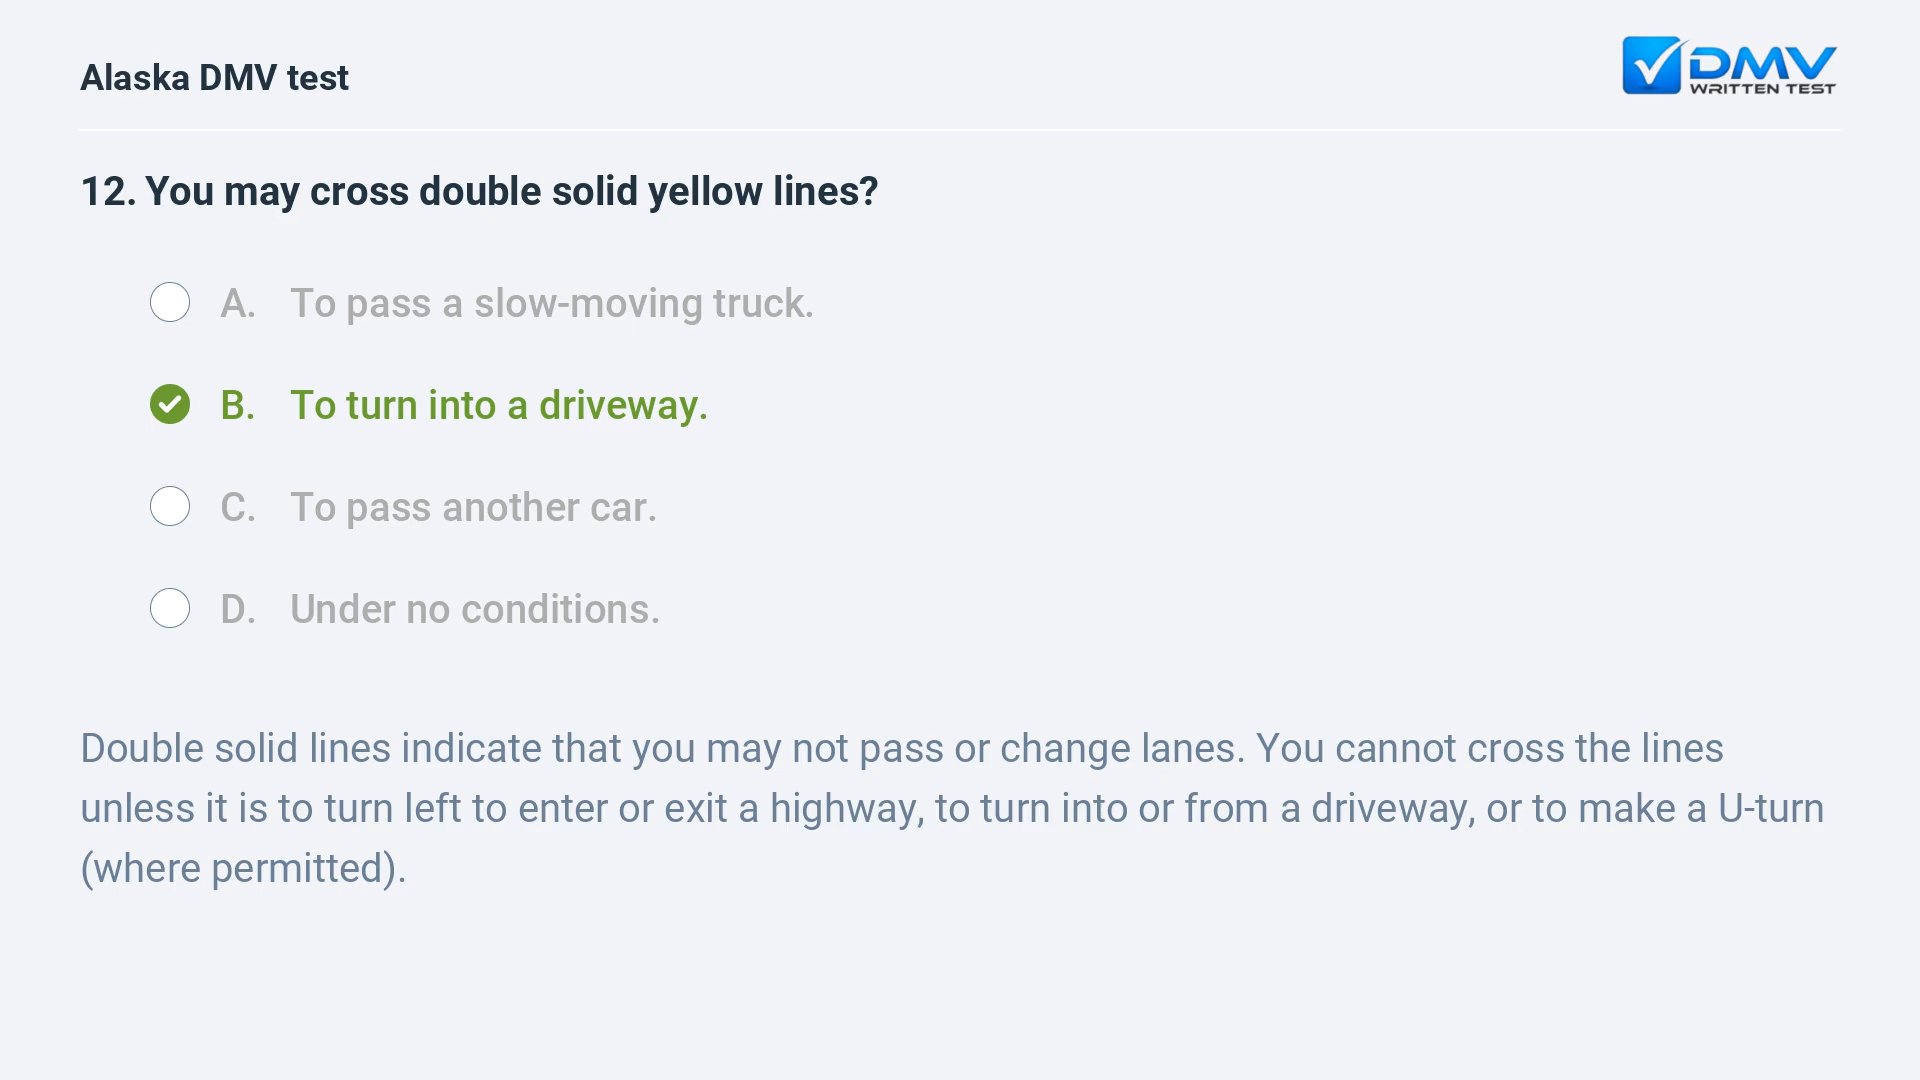 Alaska DMV test
DMV
WRITTEN TEST
12. You may cross double solid yellow lines?
A. To pass a slow-moving truck.
B. To turn into a driveway.
C. To pass another car.
D. Under no conditions.
Double solid lines indicate that you may not pass or change lanes. You cannot cross the lines
unless it is to turn left to enter or exit a highway, to turn into or from a driveway, or to make a U-turn
(where permitted).